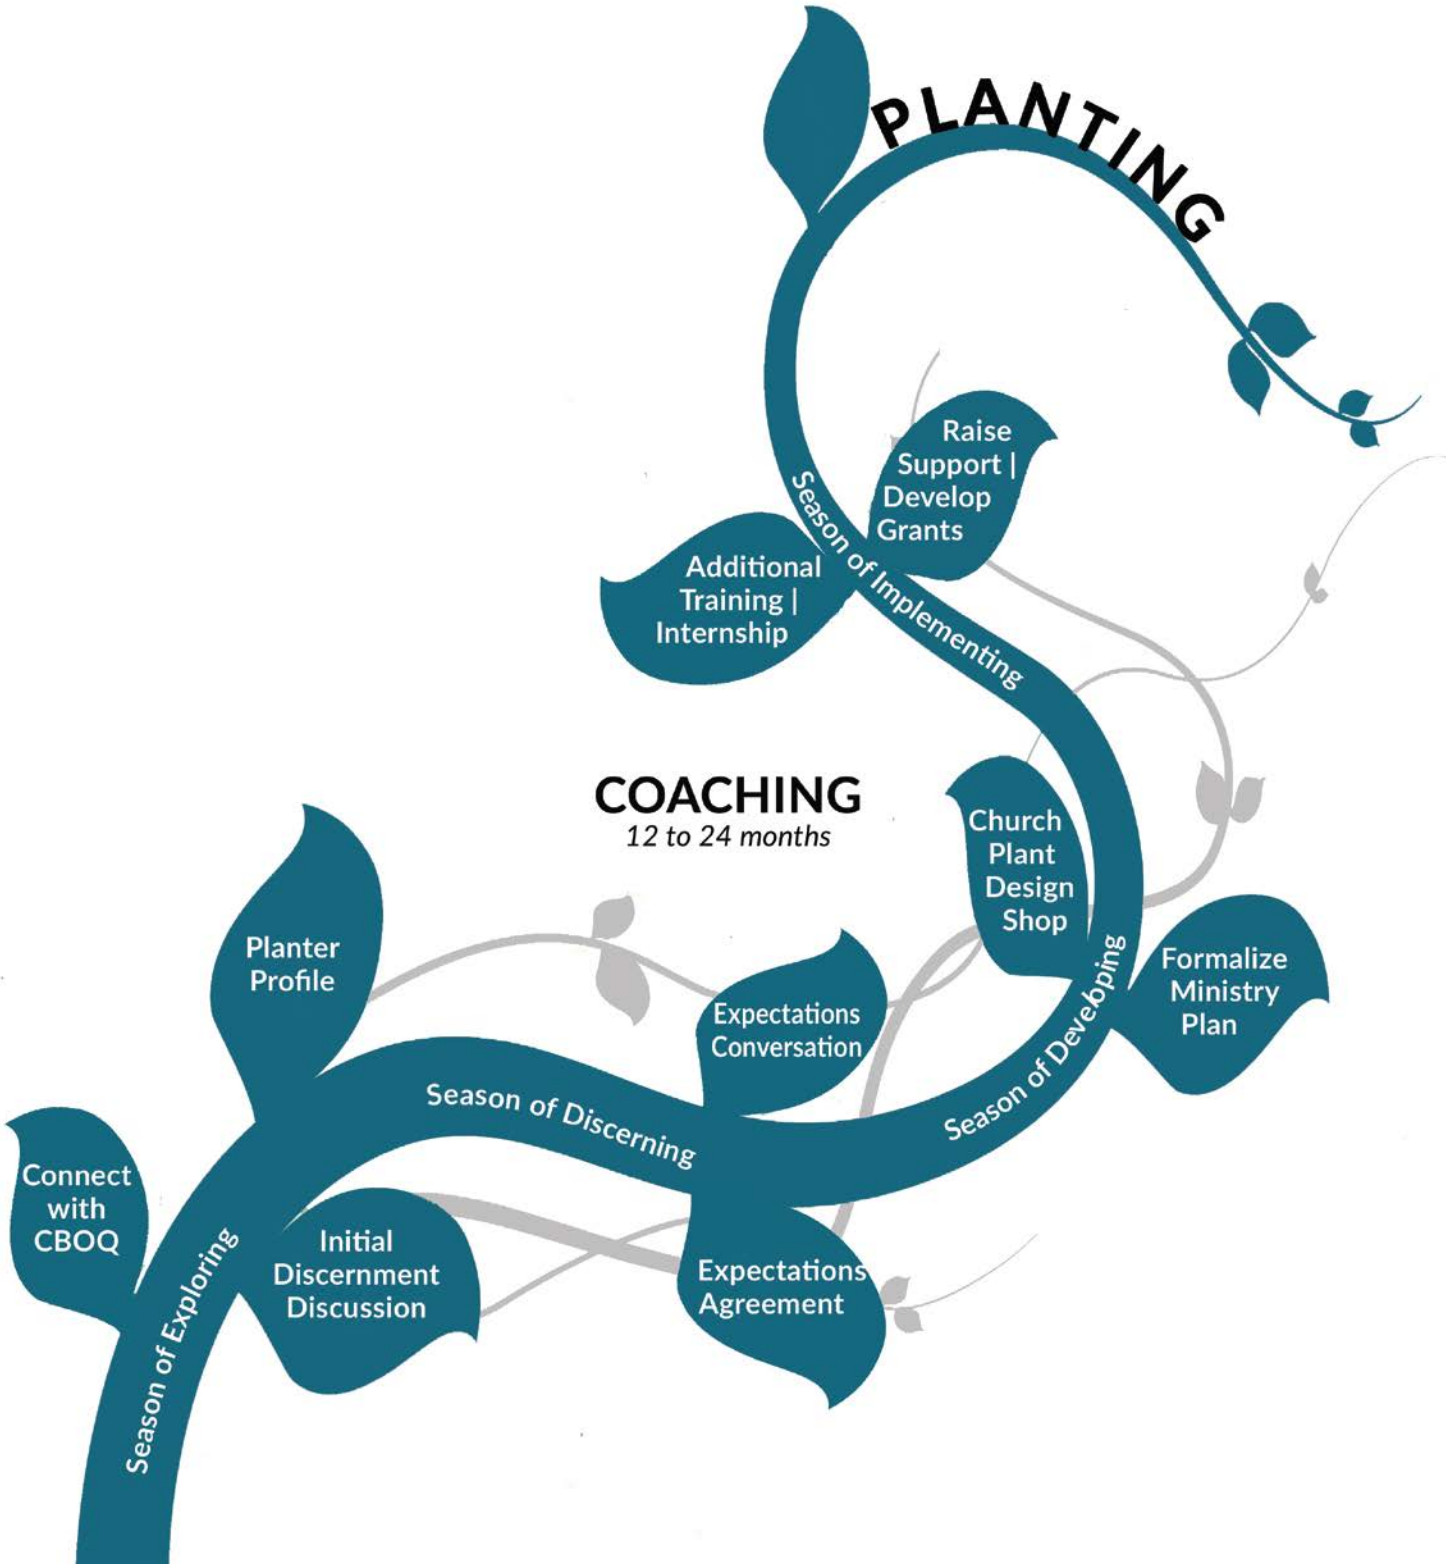 PLANTING
Raise
Support |
Develop
Grants
Season of Implementing
Additional
Training |
Internship
COACHING
12 to 24 months
Church
Plant
Design
Shop
Formalize
Ministry
Plan
Season of Developing
Planter
Profile
Expectations
Conversation
Season of Discerning
Connect
with
CBOQ
Initial
Discernment
Discussion
Expectations
Agreement
Season of Exploring